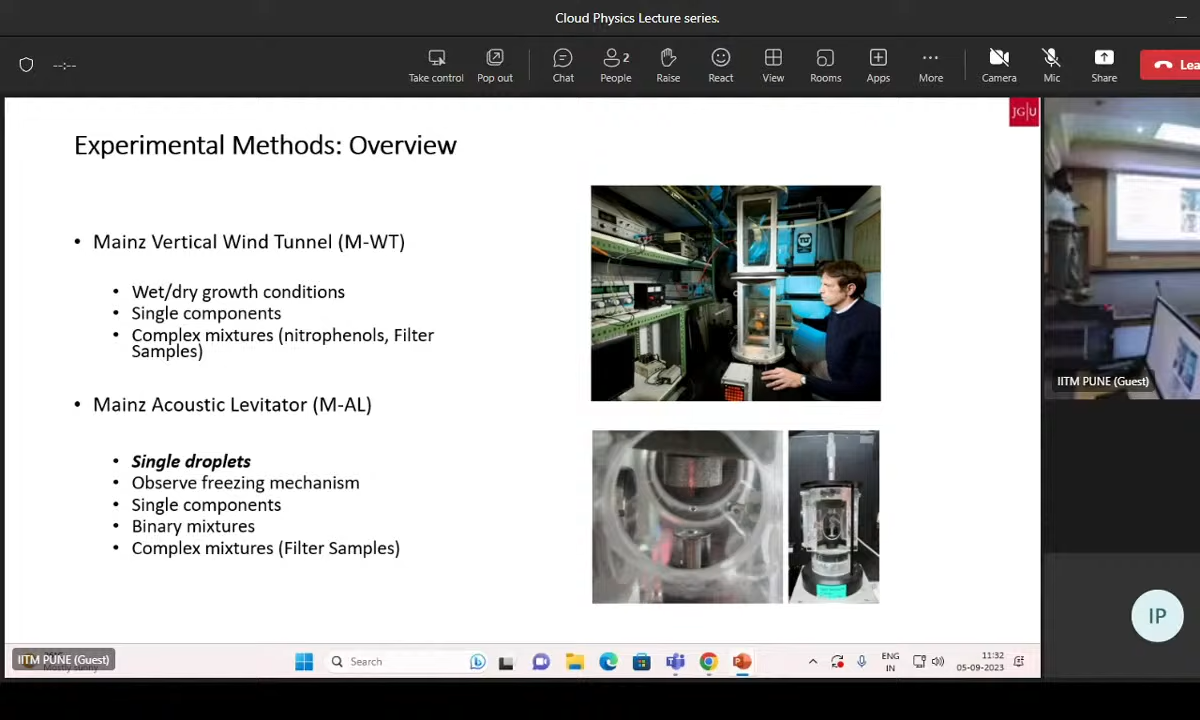 Cloud Physics Lecture series.
--:--
Take control
Pop out
Chat
2
People
Raise
React
View
Rooms
Apps
More
Camera
Mic
Share
Lea
JG|U
Experimental Methods: Overview
• Mainz Vertical Wind Tunnel (M-WT)
• Wet/dry growth conditions
• Single components
• Complex mixtures (nitrophenols, Filter
Samples)
• Mainz Acoustic Levitator (M-AL)
• Single droplets
• Observe freezing mechanism
• Single components
• Binary mixtures
• Complex mixtures (Filter Samples)
IITM PUNE (Guest)
IP
IITM PUNE (Guest)
Search
ENG
IN
11:32
05-09-2023